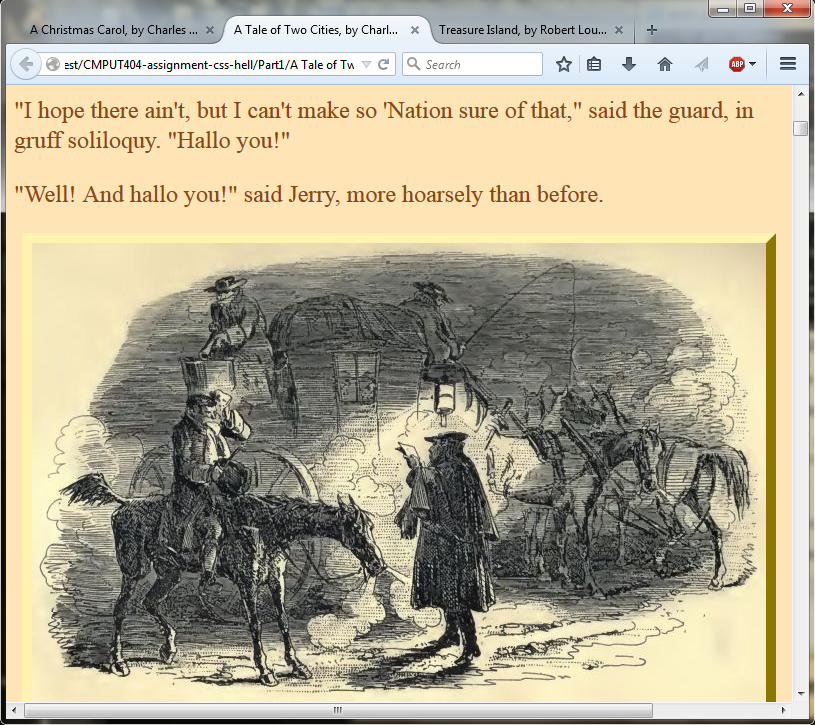 A Christmas Carol, by Charles ...
A Tale of Two Cities, by Charl...
Treasure Island, by Robert Lou...
est/CMPUT404-assignment-css-hell/Part1/A Tale of Tw
Search
ABP
"I hope there ain't, but I can't make so 'Nation sure of that," said the guard, in
gruff soliloquy. "Hallo you!"
"Well! And hallo you!" said Jerry, more hoarsely than before.